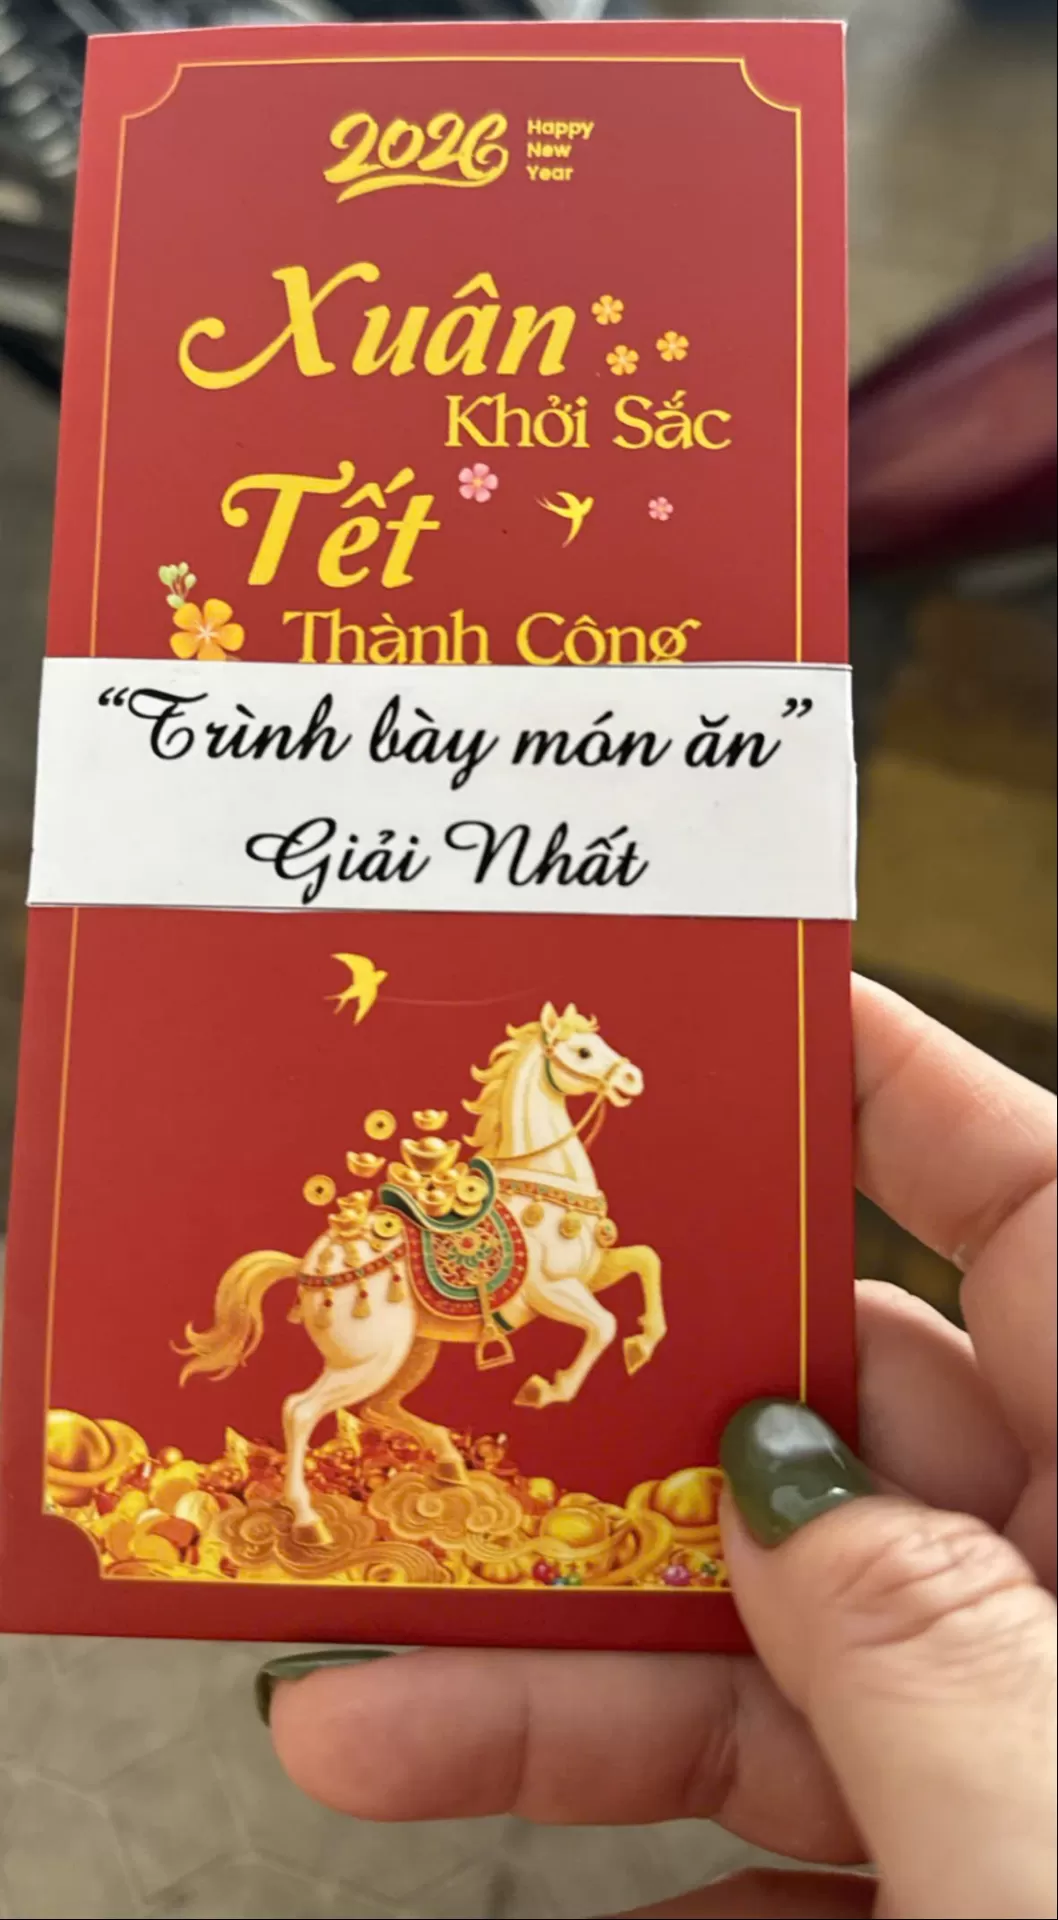 2026 Happy
New
Year
Xuân
Khởi Sắc
Tết
Thành Công
“Trình bày món ăn”
Giải Nhất